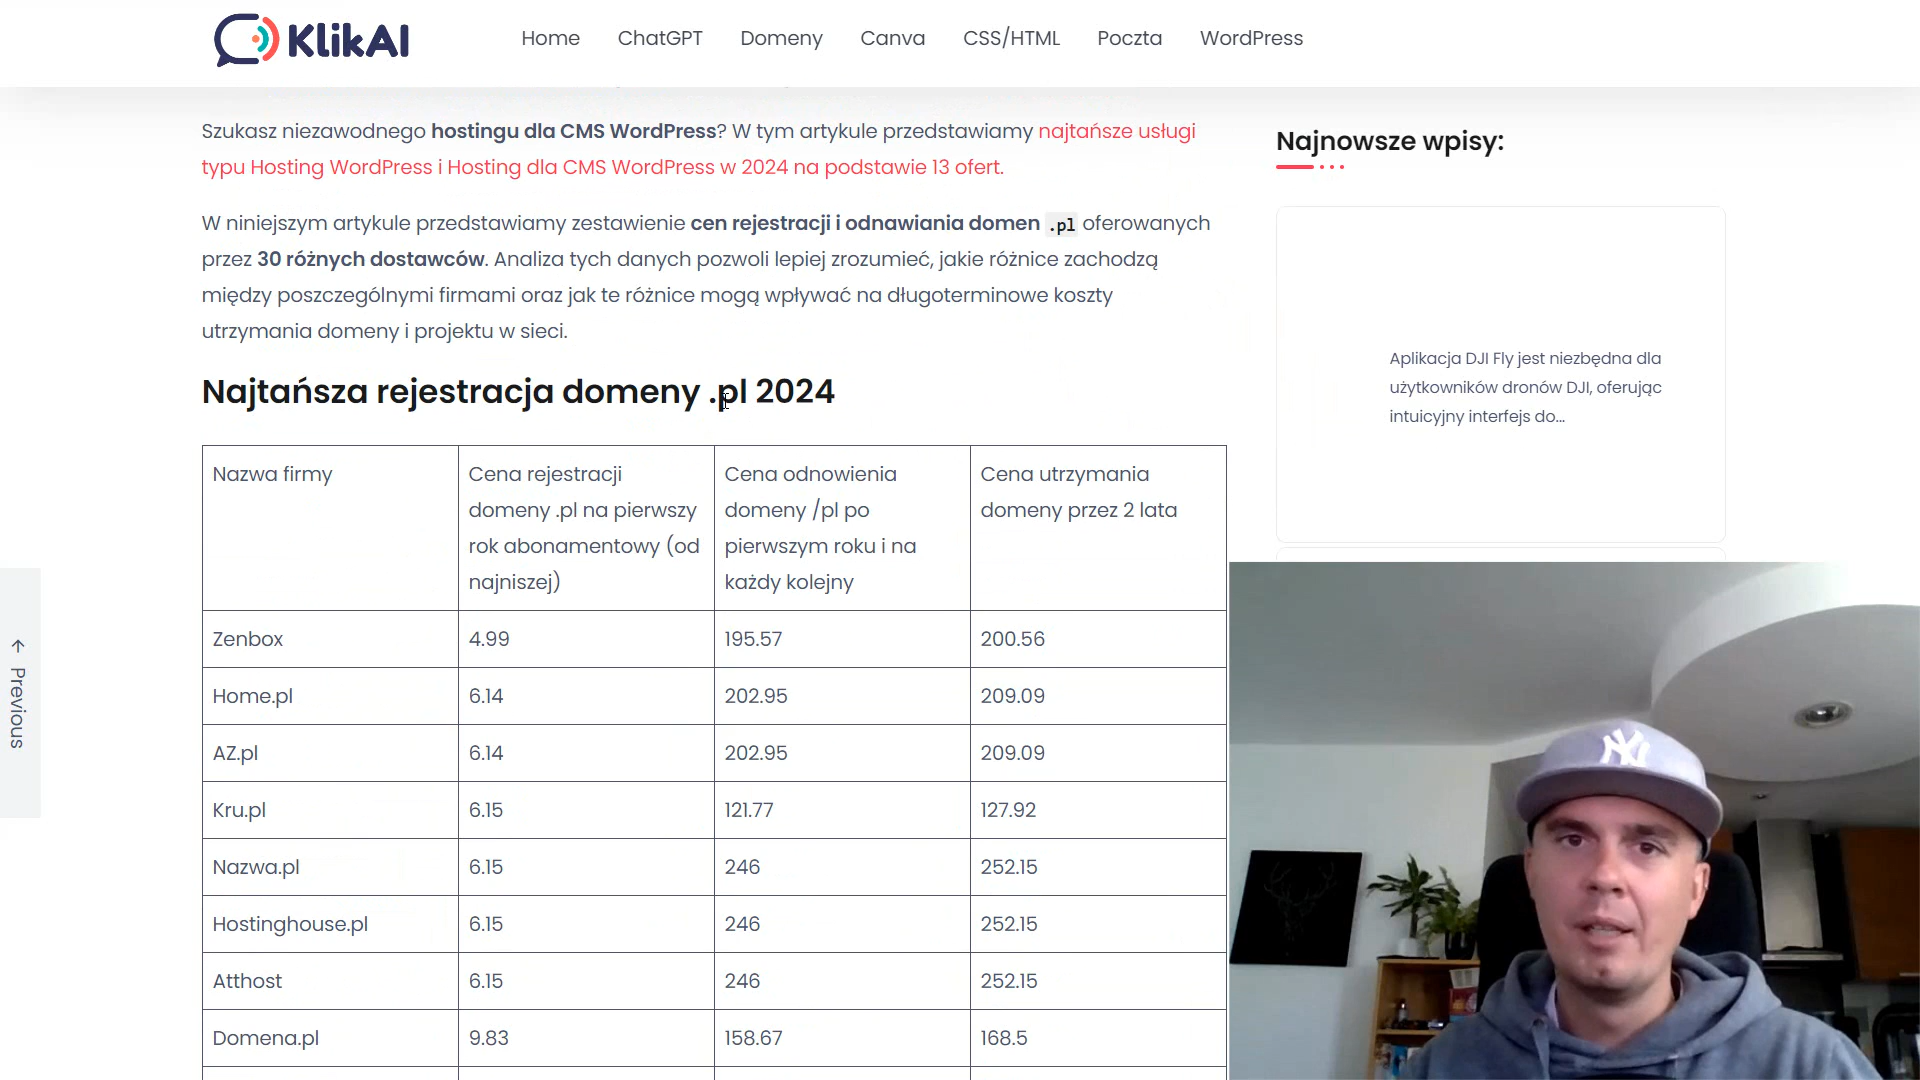 KlikAI
Home ChatGPT Domeny Canva CSS/HTML Poczta WordPress
Szukasz niezawodnego hostingu dla CMS WordPress? W tym artykule przedstawiamy najtańsze usługi
typu Hosting WordPress i Hosting dla CMS WordPress w 2024 na podstawie 13 ofert.
W niniejszym artykule przedstawiamy zestawienie cen rejestracji i odnawiania domen .pl oferowanych
przez 30 różnych dostawców. Analiza tych danych pozwoli lepiej zrozumieć, jakie różnice zachodzą
między poszczególnymi firmami oraz jak te różnice mogą wpływać na długoterminowe koszty
utrzymania domeny i projektu w sieci.
Najtańsza rejestracja domeny .pl 2024
Nazwa firmy
Cena rejestracji
domeny .pl na pierwszy
rok abonamentowy (od
najniszej)
Cena odnowienia
domeny /pl po
pierwszym roku i na
każdy kolejny
Cena utrzymania
domeny przez 2 lata
Zenbox 4.99 195.57 200.56
Home.pl 6.14 202.95 209.09
AZ.pl 6.14 202.95 209.09
Kru.pl 6.15 121.77 127.92
Nazwa.pl 6.15 246 252.15
Hostinghouse.pl 6.15 246 252.15
Atthost 6.15 246 252.15
Domena.pl 9.83 158.67 168.5
Najnowsze wpisy:
Aplikacja DJI Fly jest niezbędna dla
użytkowników dronów DJI, oferując
intuicyjny interfejs do...
← Previous
NY